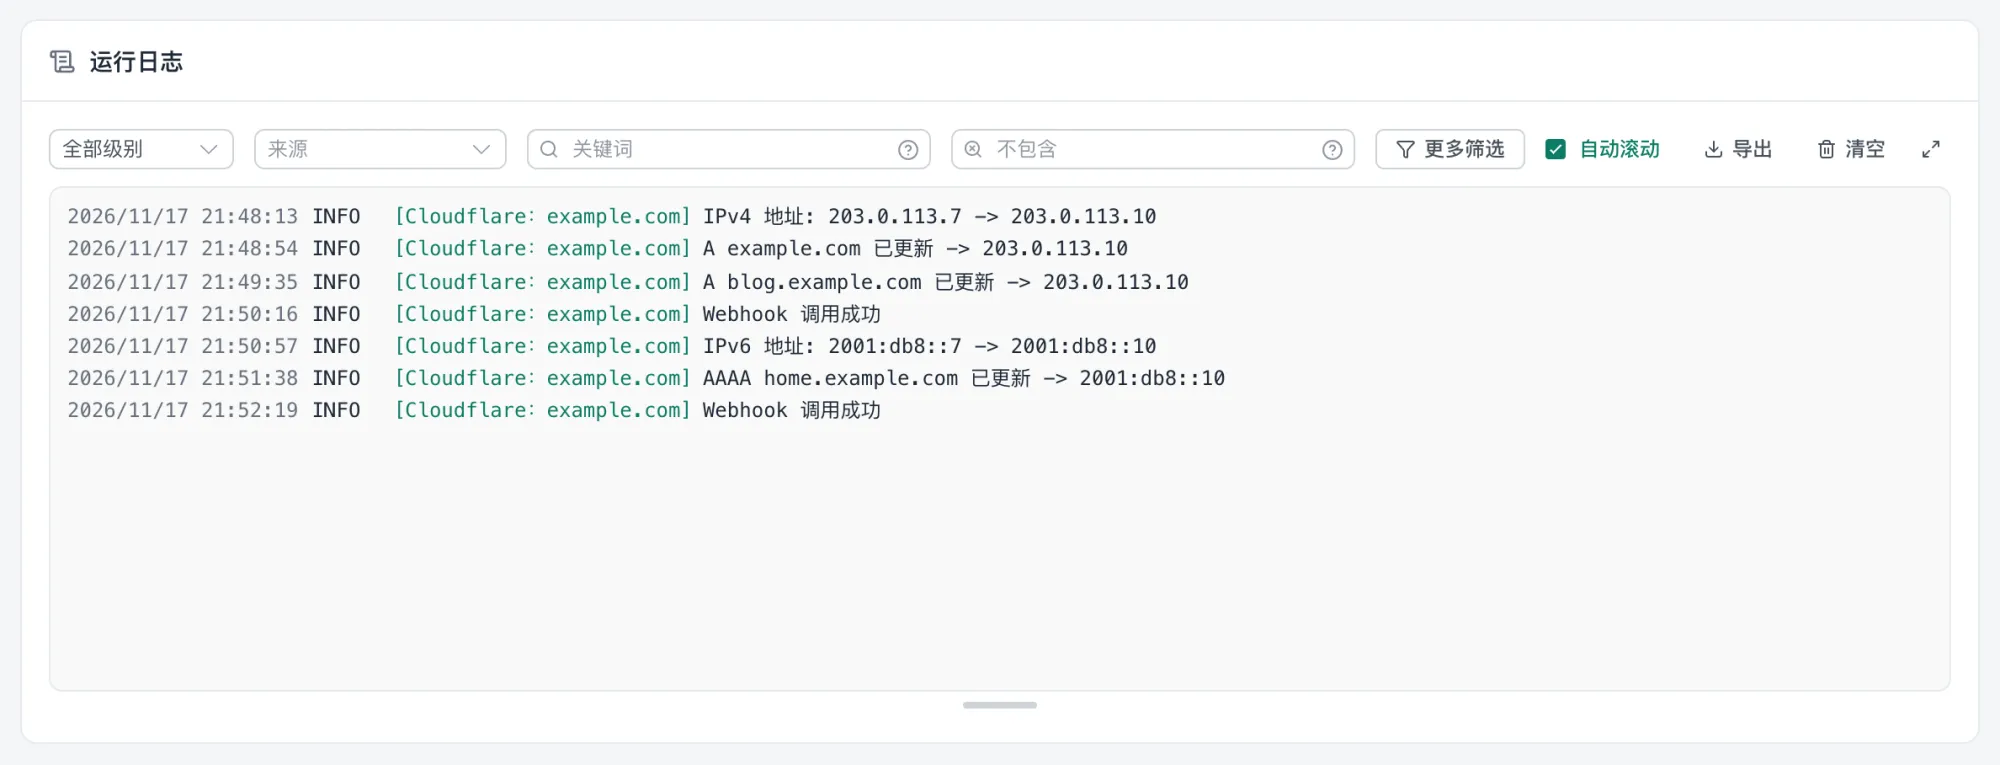 运行日志
全部级别 来源 关键词 不包含 更多筛选 自动滚动 导出 清空
2026/11/17 21:48:13 INFO [Cloudflare: example.com] IPv4 地址: 203.0.113.7 -> 203.0.113.10
2026/11/17 21:48:54 INFO [Cloudflare: example.com] A example.com 已更新 -> 203.0.113.10
2026/11/17 21:49:35 INFO [Cloudflare: example.com] A blog.example.com 已更新 -> 203.0.113.10
2026/11/17 21:50:16 INFO [Cloudflare: example.com] Webhook 调用成功
2026/11/17 21:50:57 INFO [Cloudflare: example.com] IPv6 地址: 2001:db8::7 -> 2001:db8::10
2026/11/17 21:51:38 INFO [Cloudflare: example.com] AAAA home.example.com 已更新 -> 2001:db8::10
2026/11/17 21:52:19 INFO [Cloudflare: example.com] Webhook 调用成功